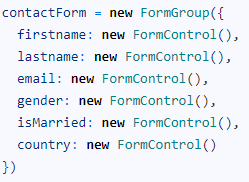 contactForm = new FormGroup({
  firstname: new FormControl(),
  lastname: new FormControl(),
  email: new FormControl(),
  gender: new FormControl(),
  isMarried: new FormControl(),
  country: new FormControl()
})